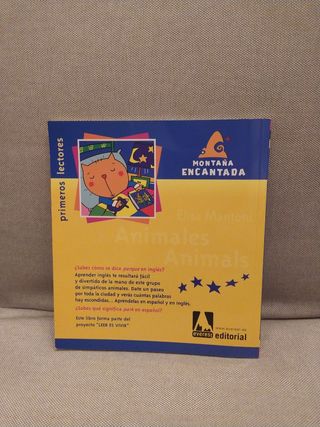 primeros lectores
MONTAÑA
ENCANTADA
Elisa Mantoni
Animales
Animals
¿Sabes cómo se dice parque en inglés?
Aprender inglés te resultará fácil
y divertido de la mano de este grupo
de simpáticos animales. Date un paseo
por toda la ciudad y verás cuántas palabras
hay escondidas... Apréndelas en español y en inglés.
¿Sabes qué significa park en español?
Este libro forma parte del
proyecto "LEER ES VIVIR"
everest
editorial